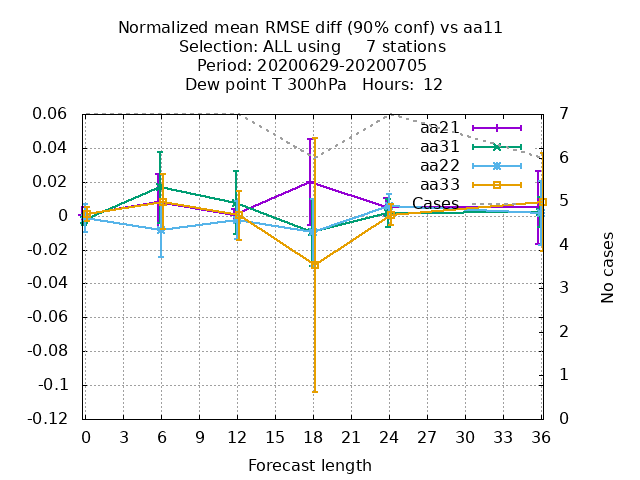 Normalized mean RMSE diff (90% conf) vs aa11
Selection: ALL using     7 stations
Period: 20200629-20200705
Dew point T 300hPa   Hours:  12
0.06
0.04
0.02
0
-0.02
-0.04
-0.06
-0.08
-0.1
-0.12
7
6
5
4
3
2
1
0
No cases
aa21
aa31
aa22
aa33
Cases
0 3 6 9 12 15 18 21 24 27 30 33 36
Forecast length